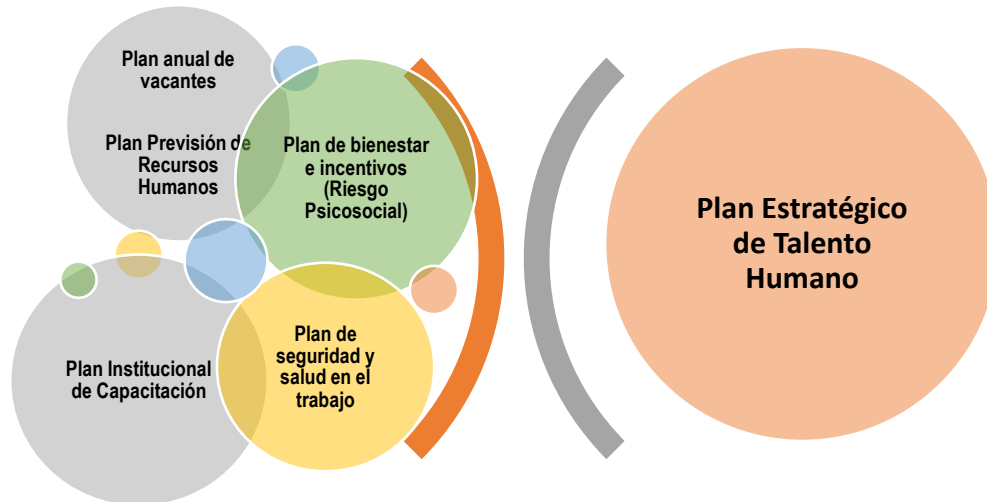 Plan anual de
vacantes
Plan Previsión de
Recursos
Humanos
Plan de bienestar
e incentivos
(Riesgo
Psicosocial)
Plan Institucional
de Capacitación
Plan de
seguridad y
salud en el
trabajo
Plan Estratégico
de Talento
Humano